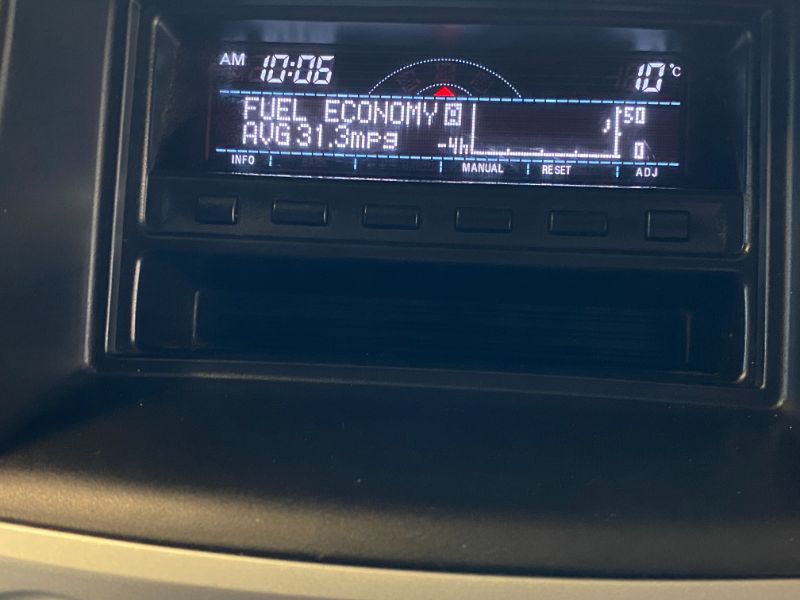 AM 10:06 10°C
FUEL ECONOMY M 50
AVG 31.3mpg -4h 0
INFO MANUAL RESET ADJ